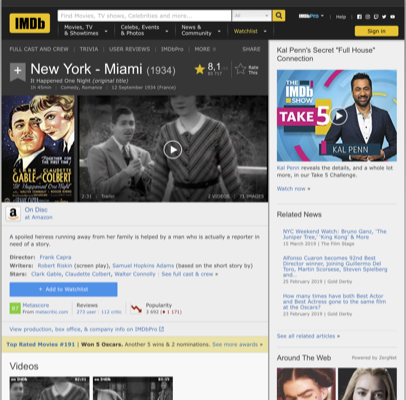 IMDb
Find Movies, TV shows, Celebrities and more...
All
IMDbPro
Help
Movies, TV & Showtimes
Celebs, Events & Photos
News & Community
Watchlist
Sign in
FULL CAST AND CREW | TRIVIA | USER REVIEWS | IMDbPro | MORE
SHARE
New York - Miami (1934)
8,1
Rate This
It Happened One Night (original title)
1h 45min | Comedy, Romance | 12 September 1934 (France)
CLARK GABLE and CLAUDETTE COLBERT
It Happened One Night
2:31 | Trailer
2 VIDEOS | 71 IMAGES
On Disc
at Amazon
A spoiled heiress running away from her family is helped by a man who is actually a reporter in
need of a story.
Director: Frank Capra
Writers: Robert Riskin (screen play), Samuel Hopkins Adams (based on the short story by)
Stars: Clark Gable, Claudette Colbert, Walter Connolly | See full cast & crew »
+ Add to Watchlist
87
Metascore
From metacritic.com
Reviews
273 user | 112 critic
Popularity
3 692 ( 171)
View production, box office, & company info on IMDbPro
Top Rated Movies #191 | Won 5 Oscars. Another 5 wins & 2 nominations. See more awards »
Videos
Kal Penn's Secret "Full House"
Connection
THE IMDb SHOW
TAKE 5
KAL PENN
Kal Penn reveals the details, and a whole lot
more, in our Take 5 Challenge.
Watch now »
Related News
NYC Weekend Watch: Bruno Ganz, 'The
Juniper Tree,' 'King Kong' & More
15 March 2019 | The Film Stage
Alfonso Cuarón becomes 92nd Best
Director winner, joining Guillermo Del
Toro, Martin Scorsese, Steven Spielberg
and...
25 February 2019 | Gold Derby
How many times have both Best Actor
and Best Actress gone to the same film
at the Oscars?
23 February 2019 | Gold Derby
See all related articles »
Around The Web
Powered by ZergNet